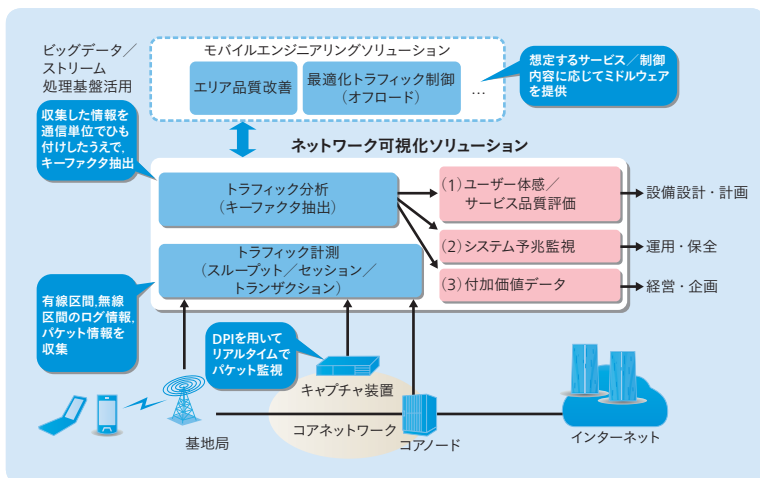 ビッグデータ／
ストリーム
処理基盤活用
モバイルエンジニアリングソリューション
エリア品質改善
最適化トラフィック制御
（オフロード）
…
想定するサービス／制御
内容に応じてミドルウェア
を提供
収集した情報を
通信単位でひも
付けしたうえで，
キーファクタ抽出
ネットワーク可視化ソリューション
トラフィック分析
（キーファクタ抽出）
（1）ユーザー体感／
サービス品質評価
設備設計・計画
（2）システム予兆監視
運用・保全
（3）付加価値データ
経営・企画
トラフィック計測
（スループット／セッション／
トランザクション）
有線区間，無線
区間のログ情報，
パケット情報を
収集
DPIを用いて
リアルタイムで
パケット監視
キャプチャ装置
コアネットワーク
基地局
コアノード
インターネット